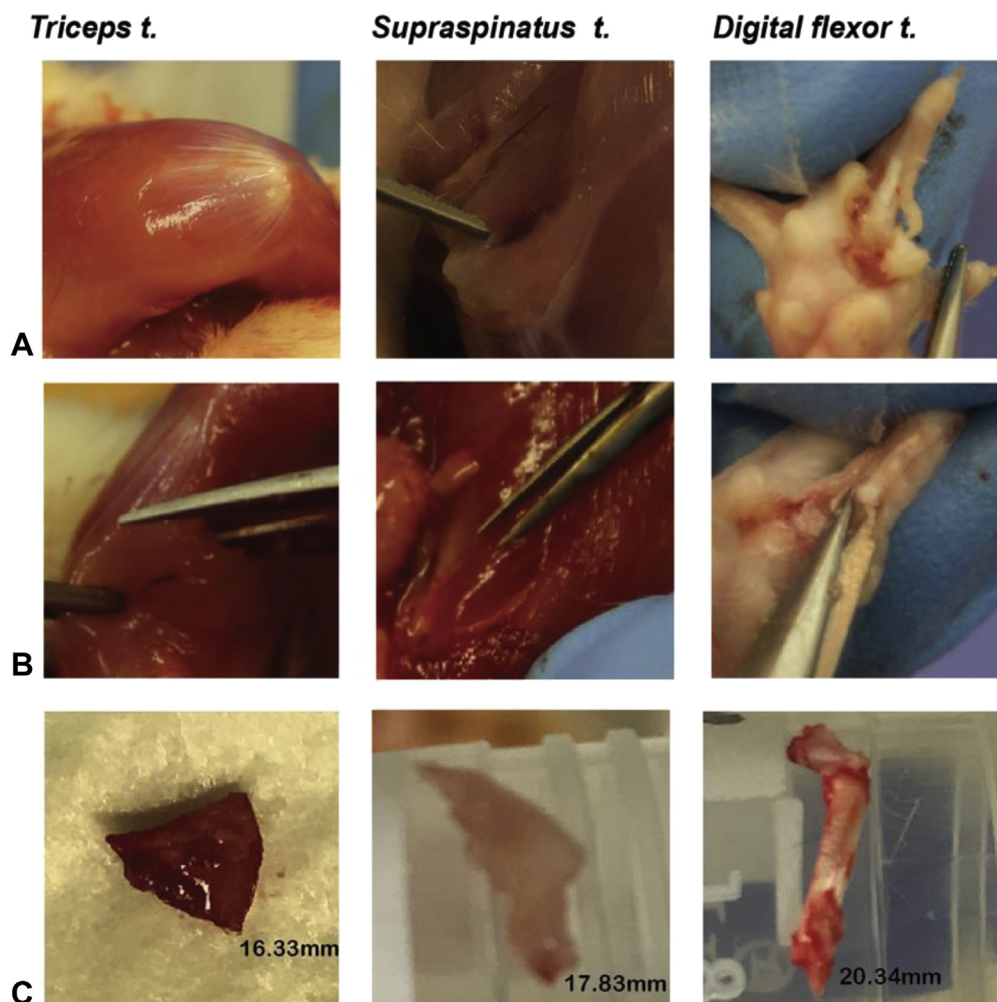 Triceps t.
Supraspinatus t.
Digital flexor t.
A
B
C
16.33mm
17.83mm
20.34mm